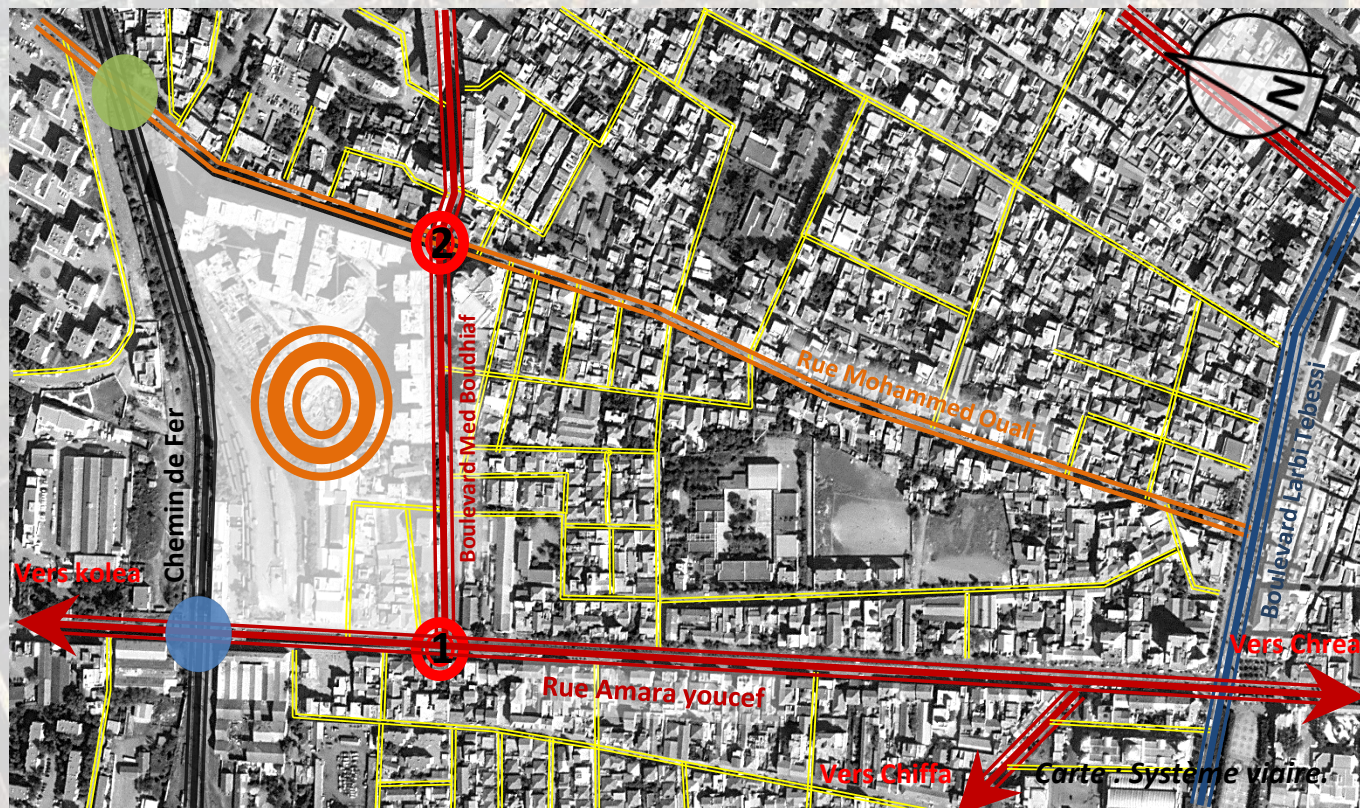 N
2
Boulevard Med Boudhiaf
Rue Mohammed Ouali
Boulevard Larbi Tebessi
Chemin de Fer
Vers kolea
1
Vers Chrea
Rue Amara youcef
Vers Chiffa
Carte : Système viaire.